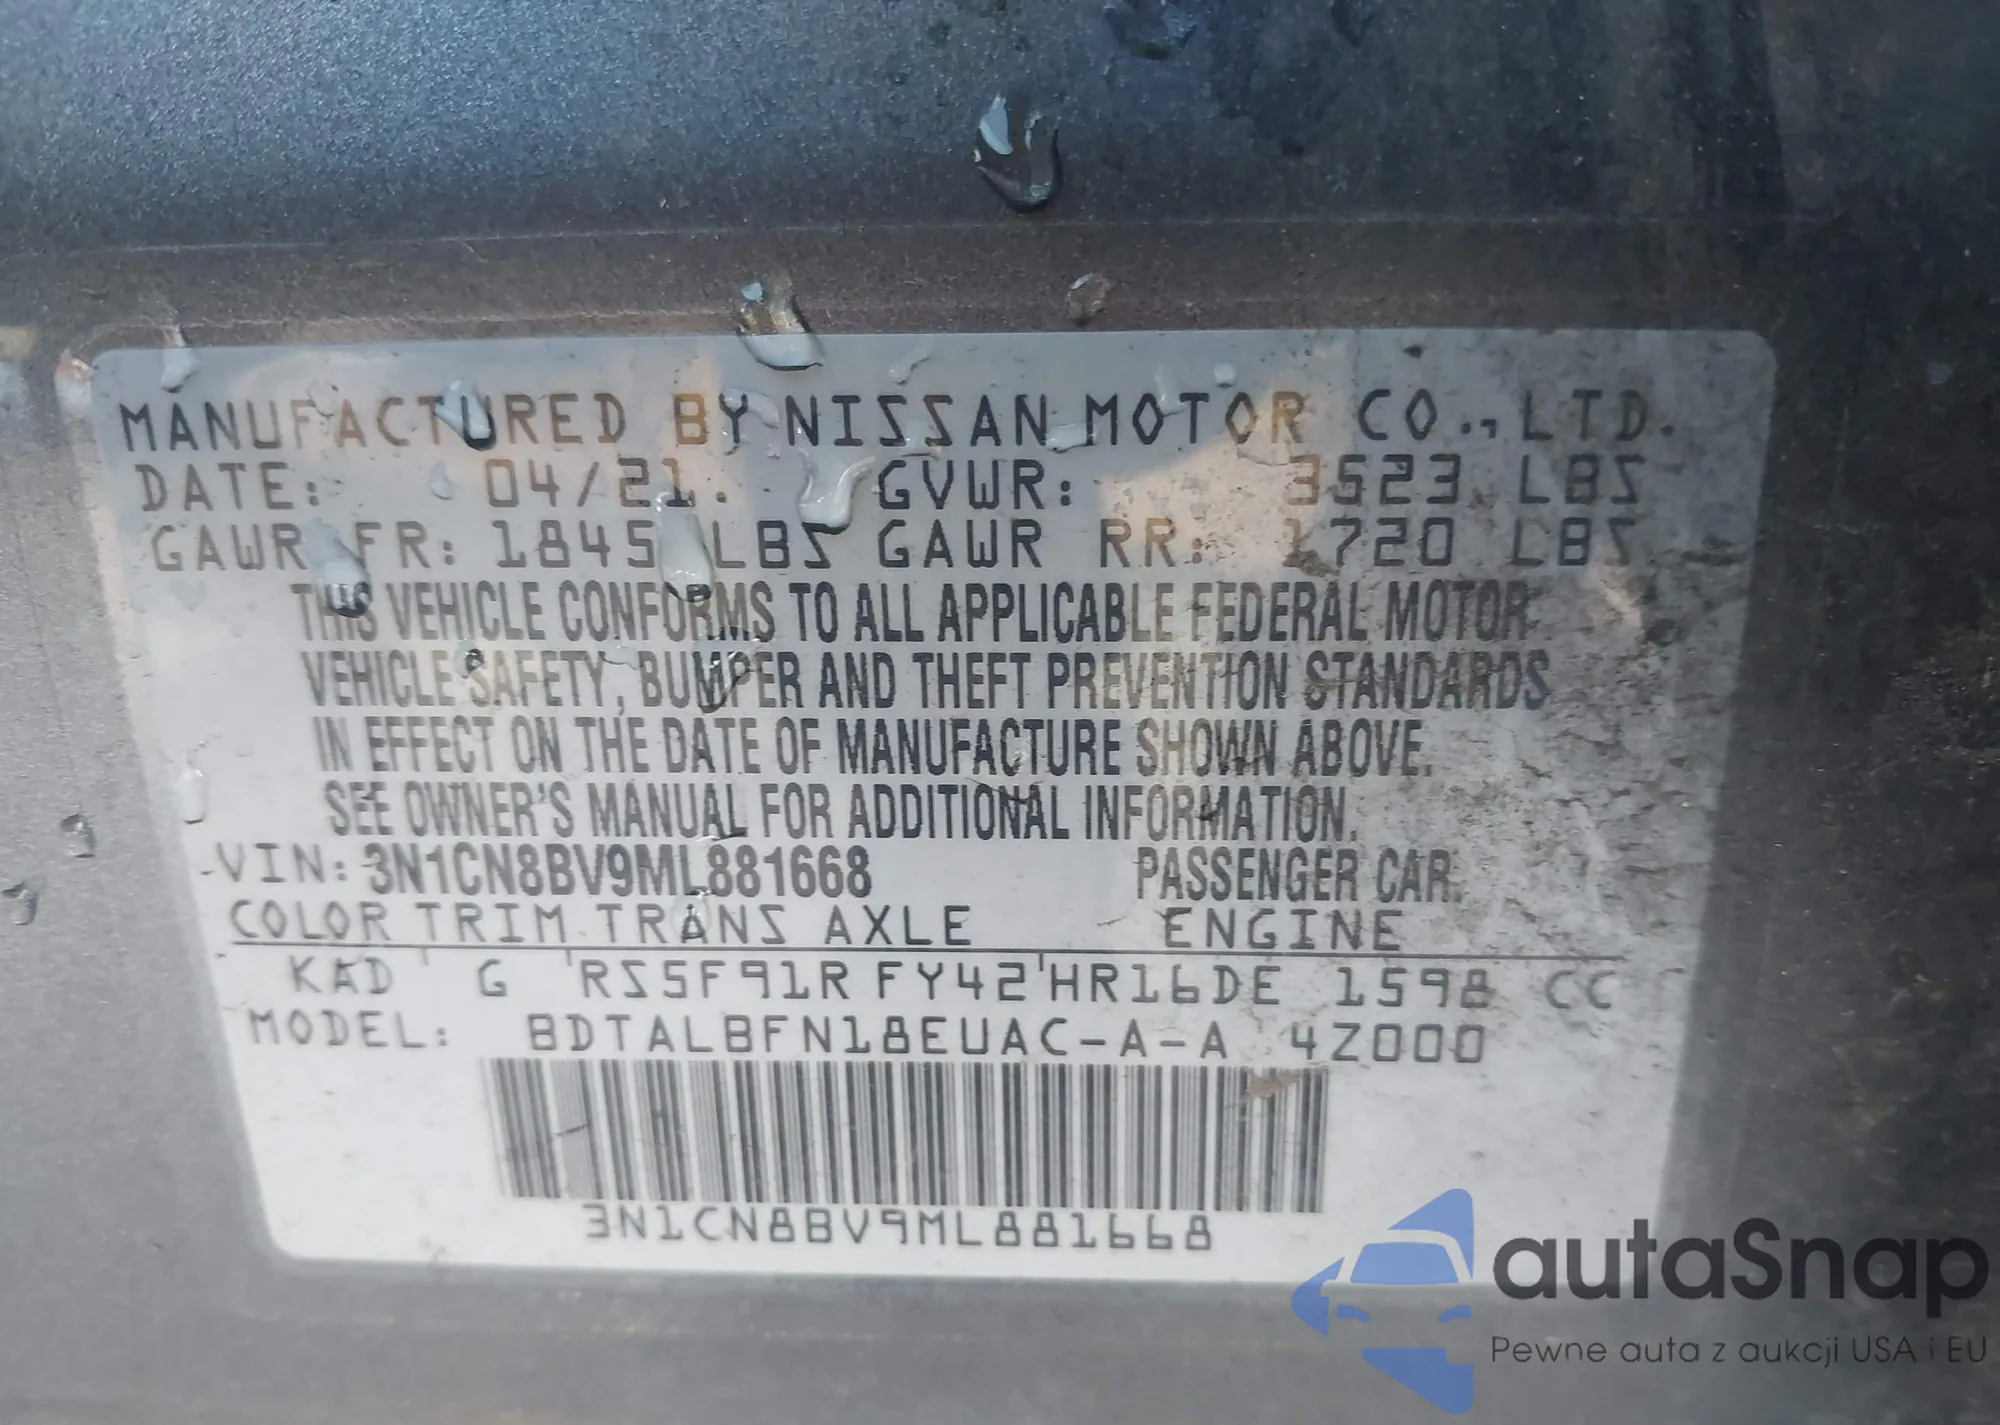 MANUFACTURED BY NISSAN MOTOR CO., LTD.
DATE: 04/21. GVWR: 3523 LBS
GAWR FR: 1845 LBS GAWR RR: 1720 LBS
THIS VEHICLE CONFORMS TO ALL APPLICABLE FEDERAL MOTOR
VEHICLE SAFETY, BUMPER AND THEFT PREVENTION STANDARDS
IN EFFECT ON THE DATE OF MANUFACTURE SHOWN ABOVE.
SEE OWNER'S MANUAL FOR ADDITIONAL INFORMATION.
VIN: 3N1CN8BV9ML881668 PASSENGER CAR.
COLOR TRIM TRANS AXLE ENGINE
KAD G RS5F91R FY42 HR16DE 1598 CC
MODEL: BDTALBFN18EUAC-A-A 4Z000
3N1CN8BV9ML881668
autaSnap
Pewne auta z aukcji USA i EU